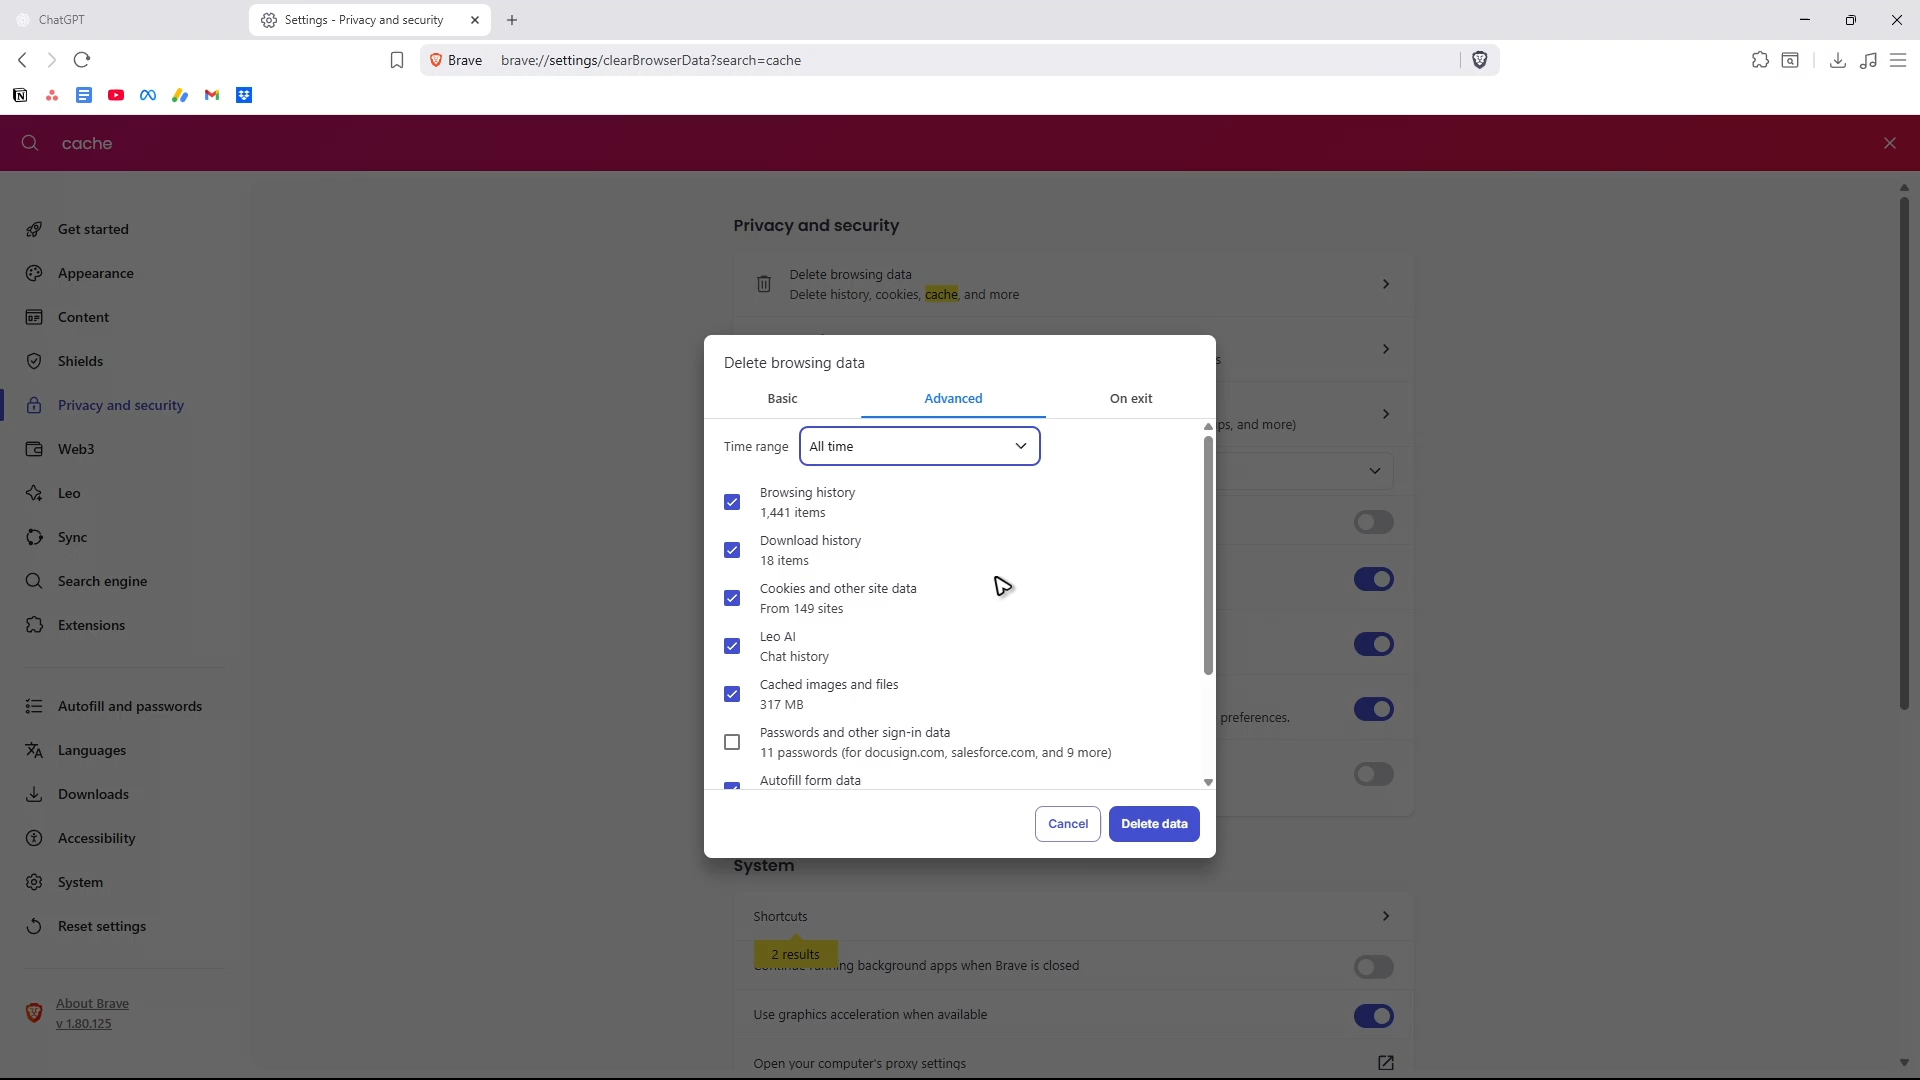 ChatGPT
Settings - Privacy and security
Brave
brave://settings/clearBrowserData?search=cache
cache
Get started
Appearance
Content
Shields
Privacy and security
Web3
Leo
Sync
Search engine
Extensions
Autofill and passwords
Languages
Downloads
Accessibility
System
Reset settings
About Brave
v 1.80.125
Privacy and security
Delete browsing data
Delete history, cookies, cache, and more
ps, and more)
preferences.
Delete browsing data
Basic
Advanced
On exit
Time range
All time
Browsing history
1,441 items
Download history
18 items
Cookies and other site data
From 149 sites
Leo AI
Chat history
Cached images and files
317 MB
Passwords and other sign-in data
11 passwords (for docusign.com, salesforce.com, and 9 more)
Autofill form data
Cancel
Delete data
System
Shortcuts
2 results
running background apps when Brave is closed
Use graphics acceleration when available
Open your computer's proxy settings